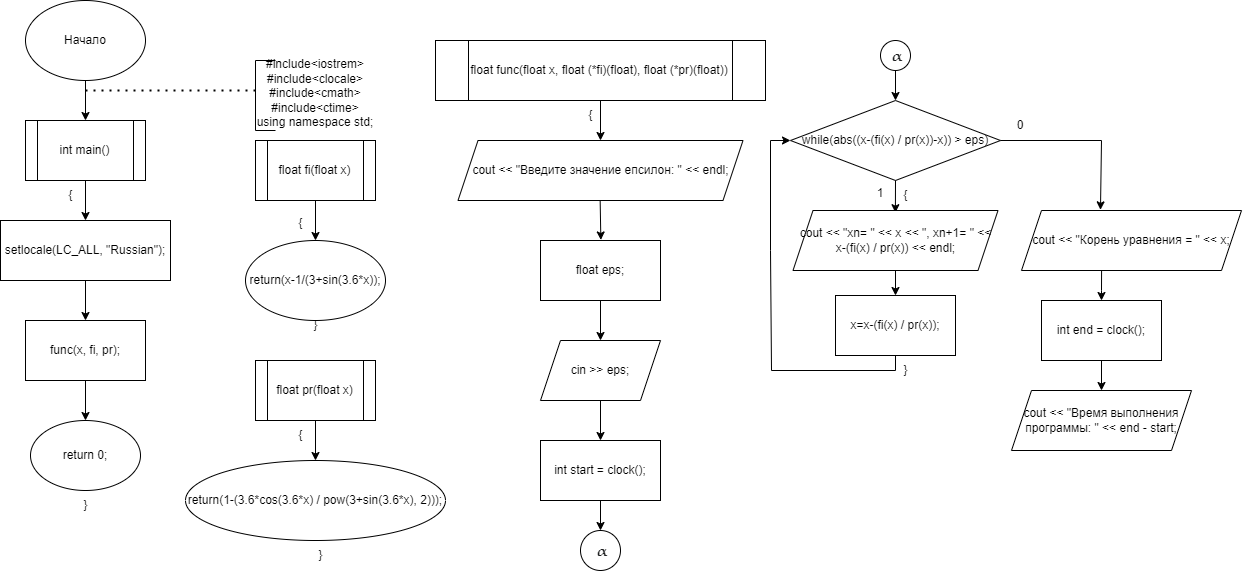 Начало
#Include<iostrem>
#include<clocale>
#include<cmath>
#include<ctime>
using namespace std;
int main()
{
setlocale(LC_ALL, "Russian");
func(x, fi, pr);
return 0;
}
float fi(float x)
{
return(x-1/(3+sin(3.6*x));
}
float pr(float x)
{
return(1-(3.6*cos(3.6*x) / pow(3+sin(3.6*x), 2)));
}
float func(float x, float (*fi)(float), float (*pr)(float))
{
cout << "Введите значение епсилон: " << endl;
float eps;
cin >> eps;
int start = clock();
α
α
while(abs((x-(fi(x) / pr(x))-x)) > eps)
0
1
{
cout << "xn= " << x << ", xn+1= " <<
x-(fi(x) / pr(x)) << endl;
x=x-(fi(x) / pr(x));
}
cout << "Корень уравнения = " << x;
int end = clock();
cout << "Время выполнения
программы: " << end - start;